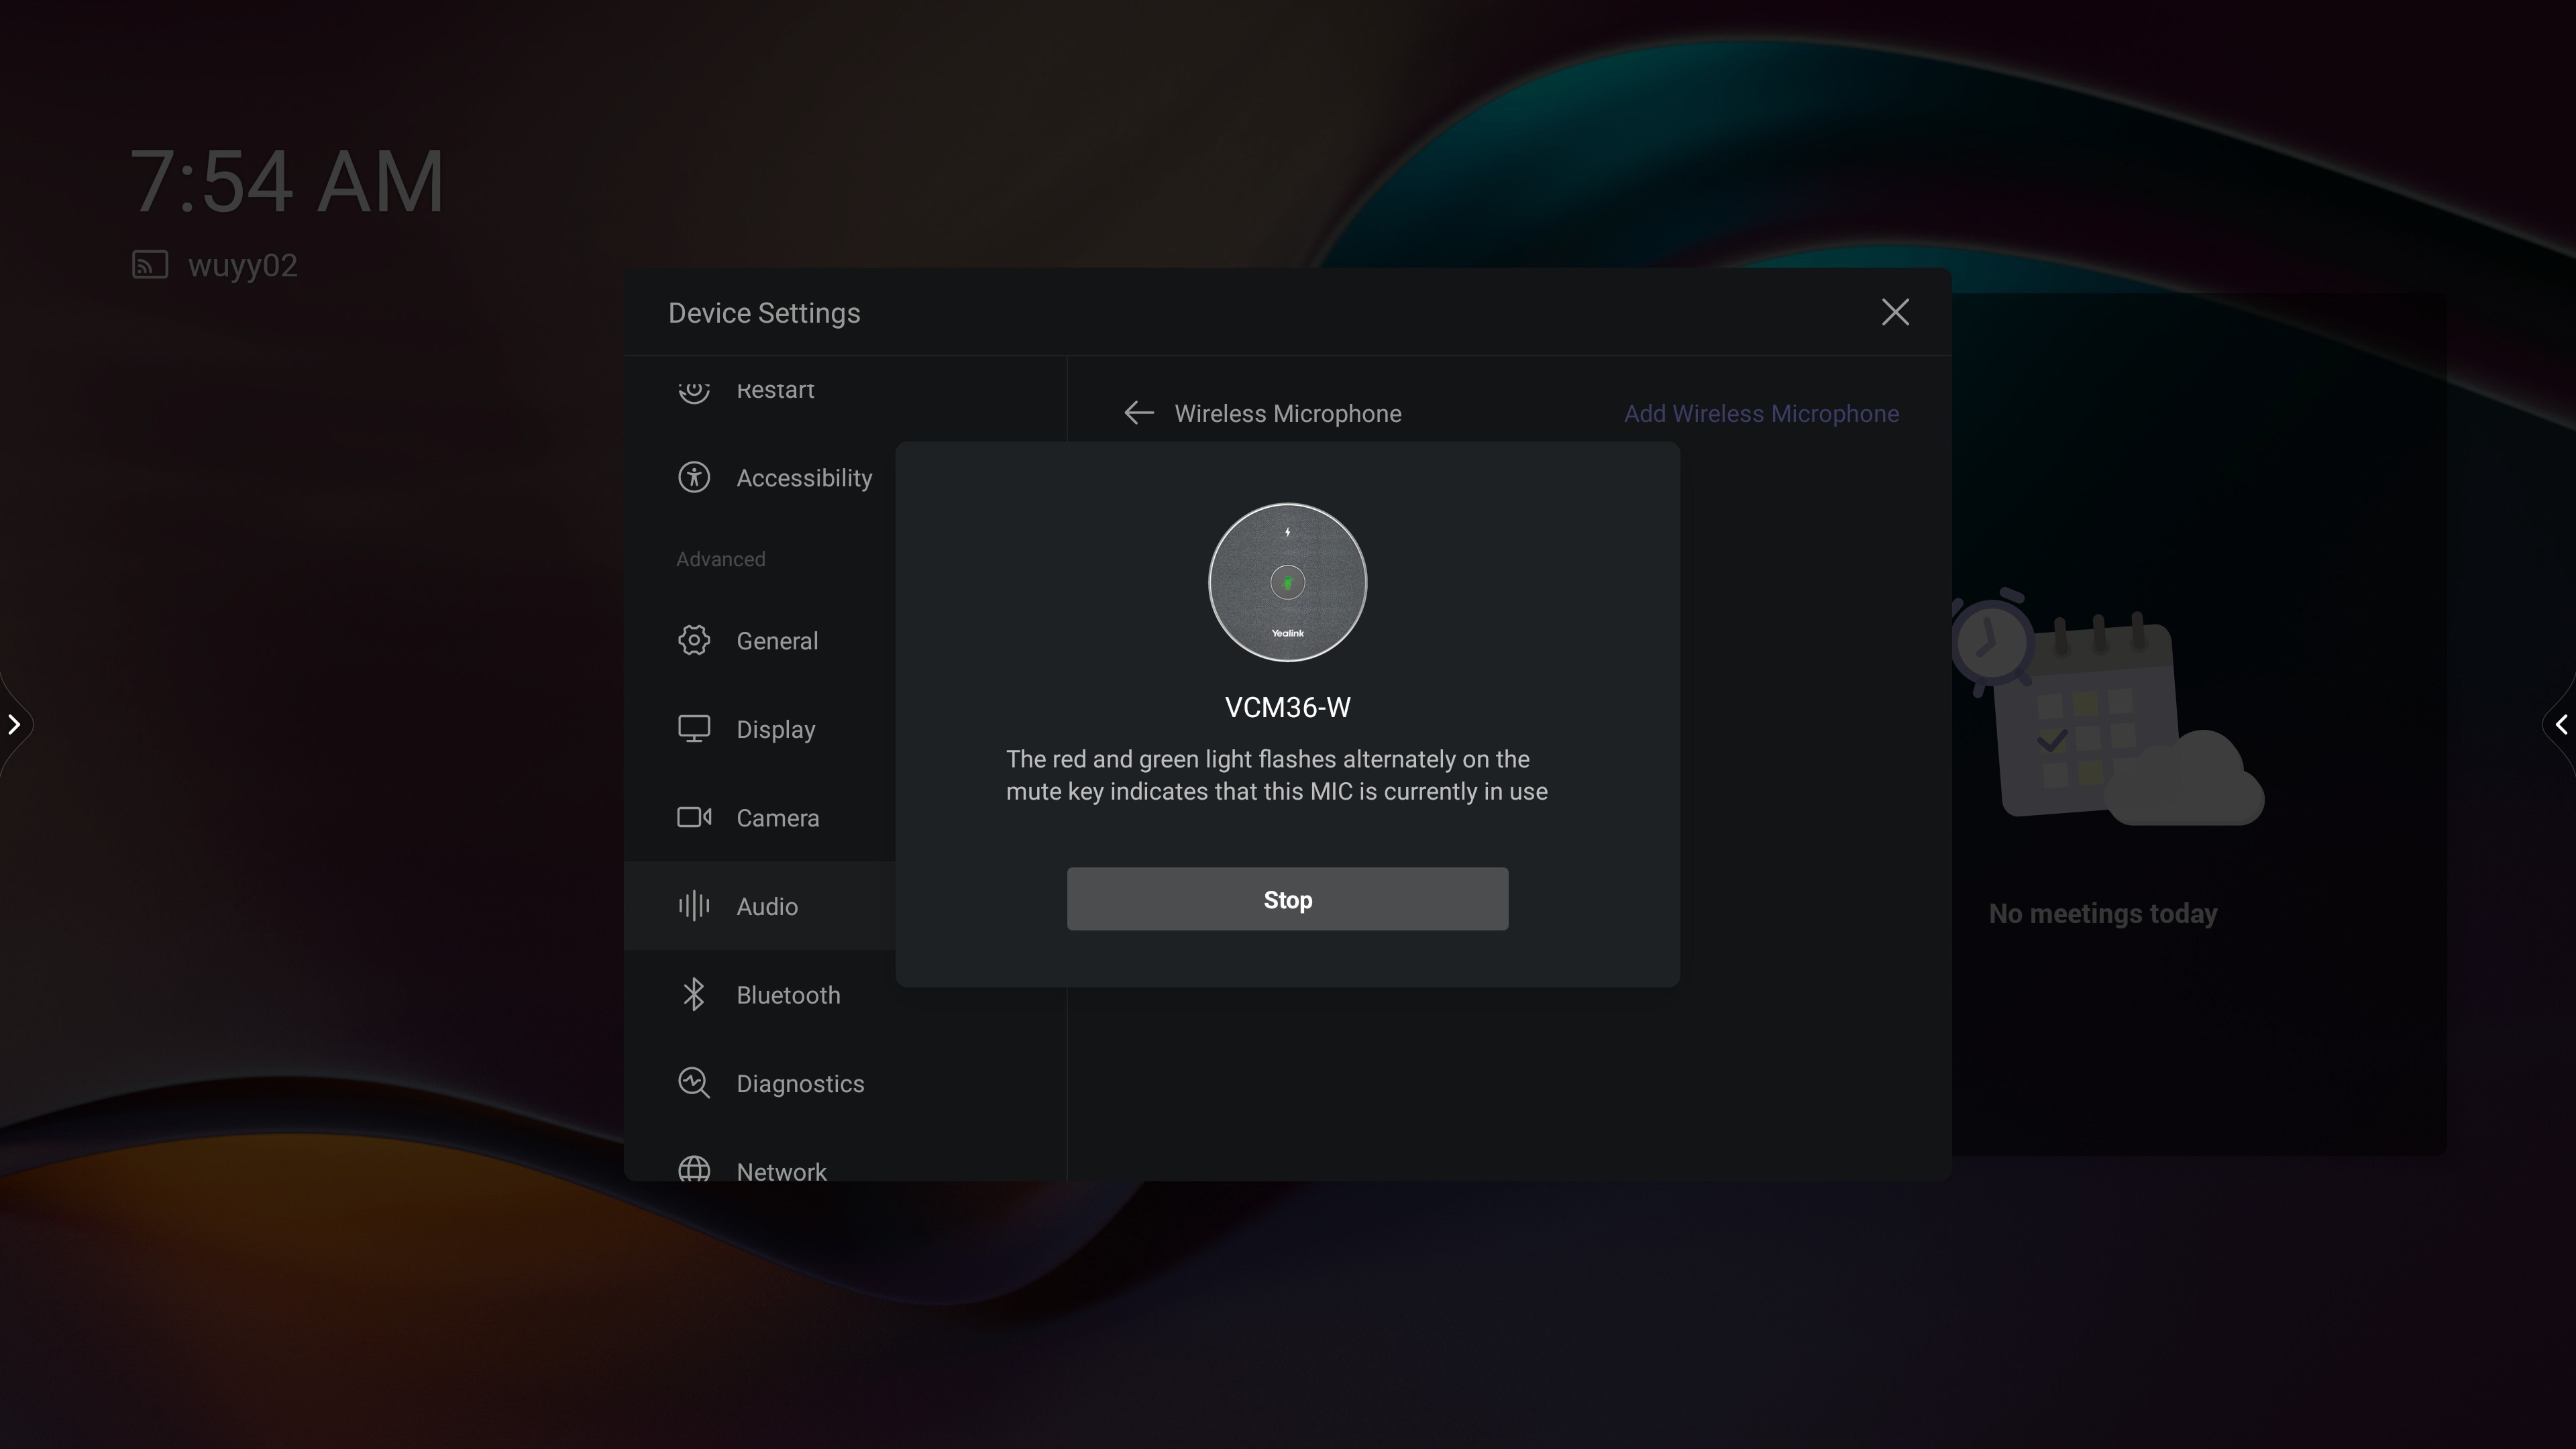 7:54 AM
wuyy02
Device Settings
Restart
Accessibility
Advanced
General
Display
Camera
Audio
Bluetooth
Diagnostics
Network
Wireless Microphone
Add Wireless Microphone
Yealink
VCM36-W
The red and green light flashes alternately on the
mute key indicates that this MIC is currently in use
Stop
No meetings today